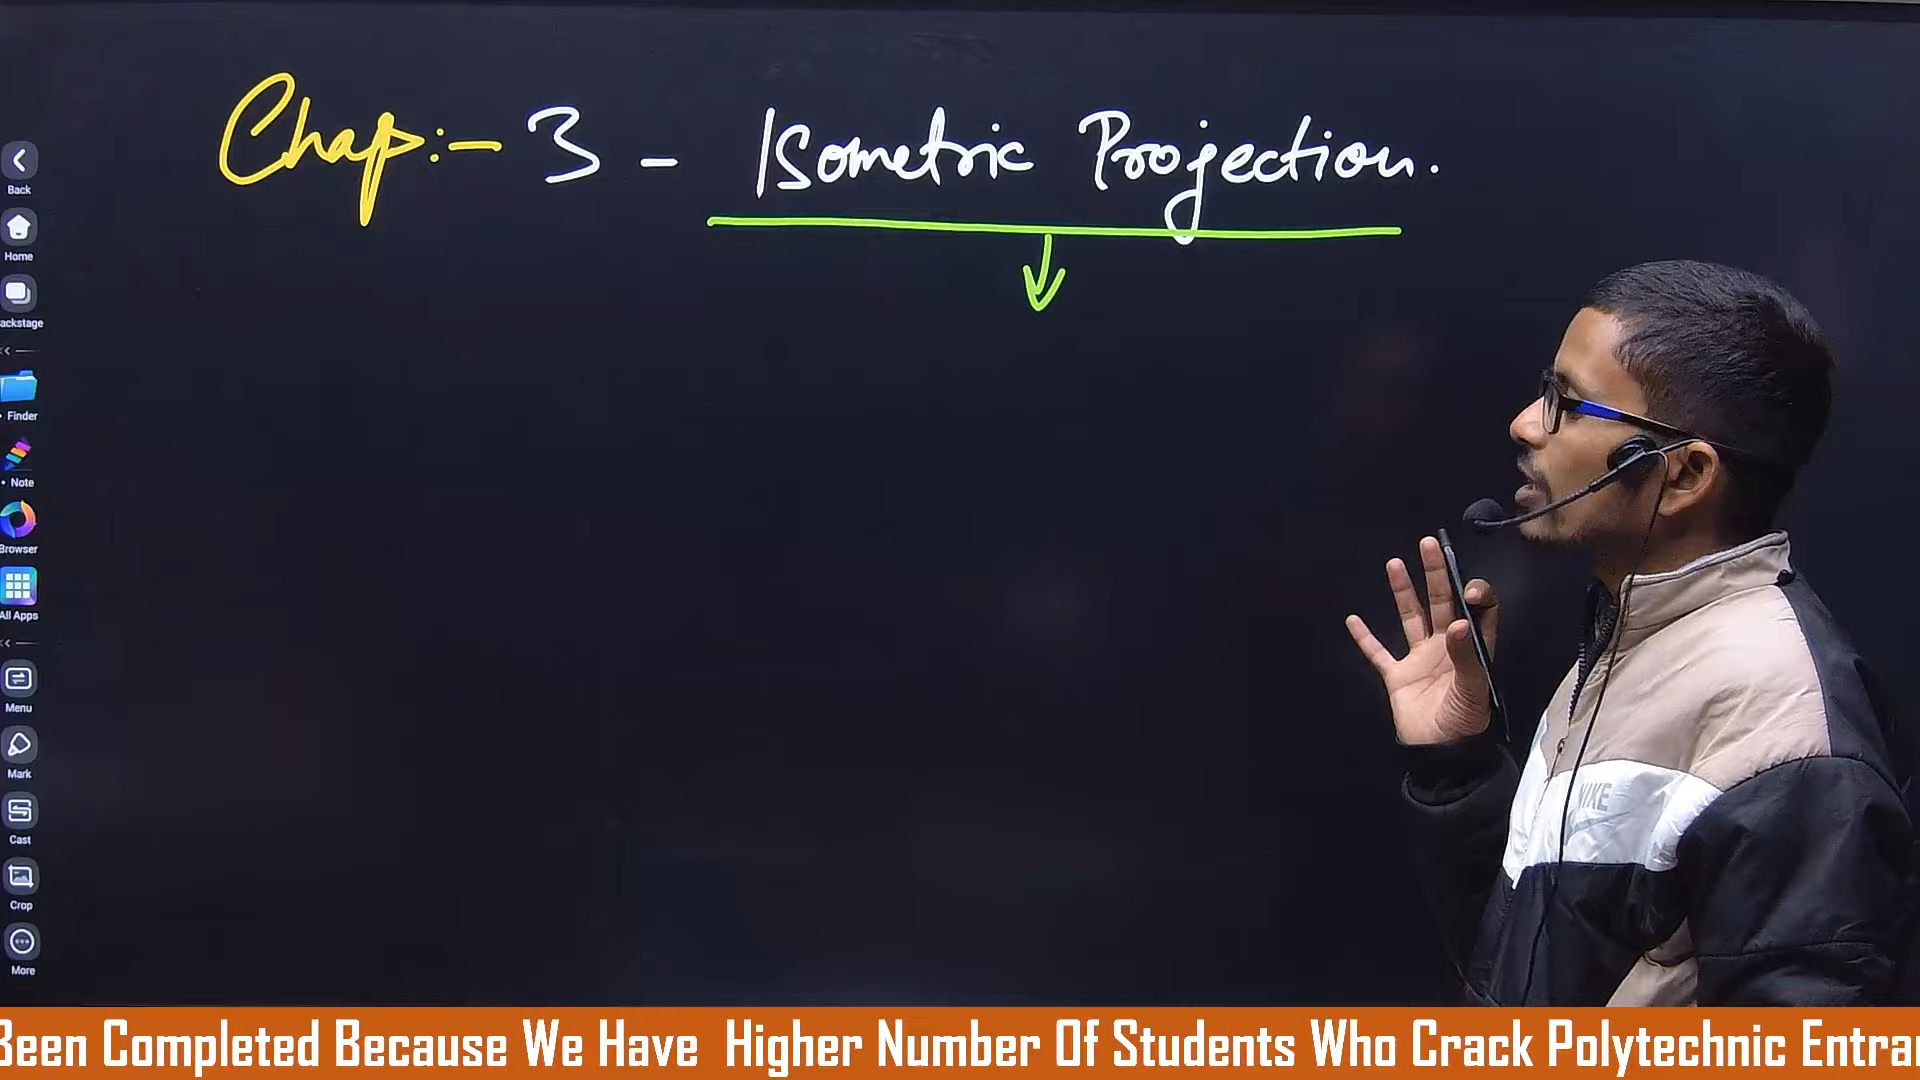 Chap:- 3 - Isometric Projection.
Back
Home
ackstage
Finder
Note
Browser
All Apps
Menu
Mark
Cast
Crop
More
NIKE
Been Completed Because We Have Higher Number Of Students Who Crack Polytechnic Entra